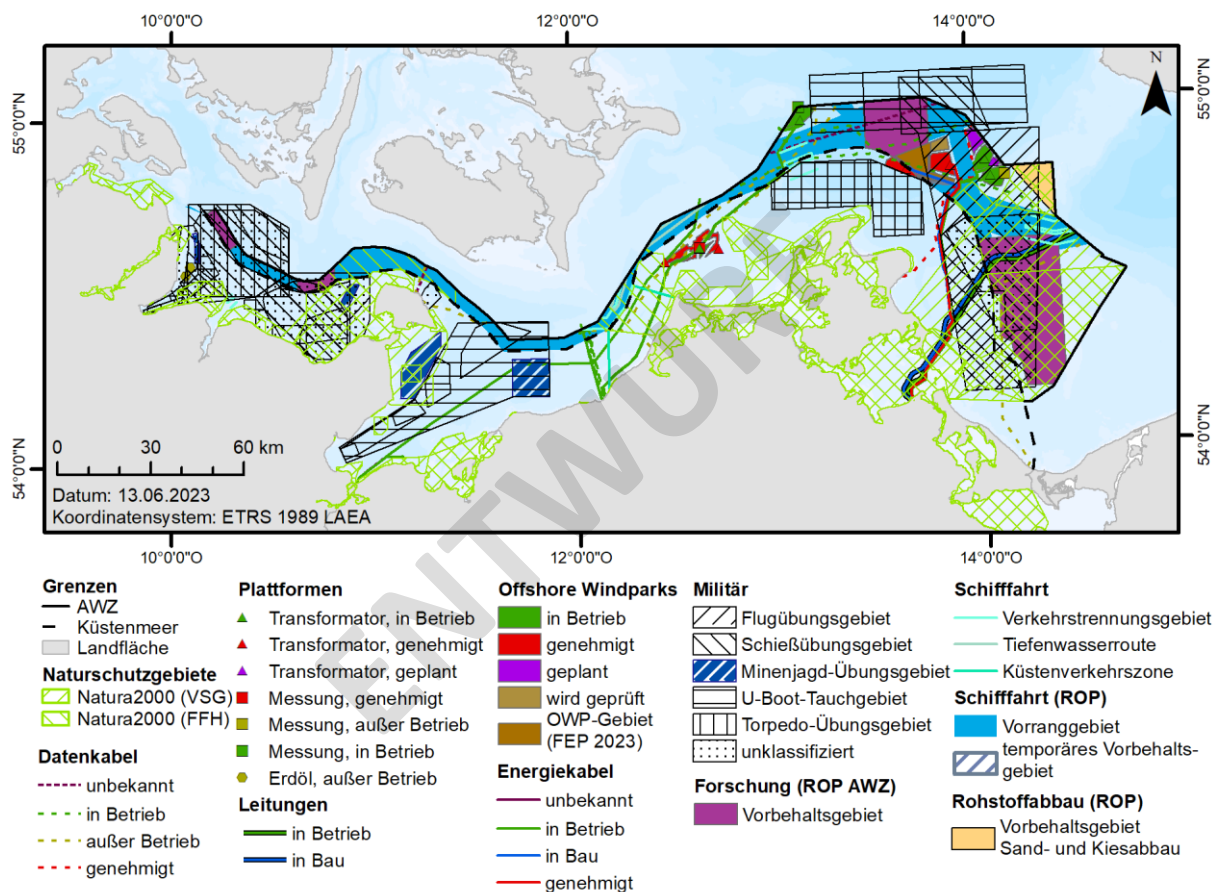 10°0'0"O
12°0'0"O
14°0'0"O
N
55°0'0"N
55°0'0"N
54°0'0"N
54°0'0"N
0 30 60 km
Datum: 13.06.2023
Koordinatensystem: ETRS 1989 LAEA
10°0'0"O
12°0'0"O
14°0'0"O
ENTWURF
Grenzen
AWZ
Küstenmeer
Landfläche
Naturschutzgebiete
Natura2000 (VSG)
Natura2000 (FFH)
Datenkabel
unbekannt
in Betrieb
außer Betrieb
genehmigt
Plattformen
Transformator, in Betrieb
Transformator, genehmigt
Transformator, geplant
Messung, genehmigt
Messung, außer Betrieb
Messung, in Betrieb
Erdöl, außer Betrieb
Leitungen
in Betrieb
in Bau
Offshore Windparks
in Betrieb
genehmigt
geplant
wird geprüft
OWP-Gebiet
(FEP 2023)
Energiekabel
unbekannt
in Betrieb
in Bau
genehmigt
Militär
Flugübungsgebiet
Schießübungsgebiet
Minenjagd-Übungsgebiet
U-Boot-Tauchgebiet
Torpedo-Übungsgebiet
unklassifiziert
Forschung (ROP AWZ)
Vorbehaltsgebiet
Schifffahrt
Verkehrstrennungsgebiet
Tiefenwasserroute
Küstenverkehrszone
Schifffahrt (ROP)
Vorranggebiet
temporäres Vorbehalts-
gebiet
Rohstoffabbau (ROP)
Vorbehaltsgebiet
Sand- und Kiesabbau